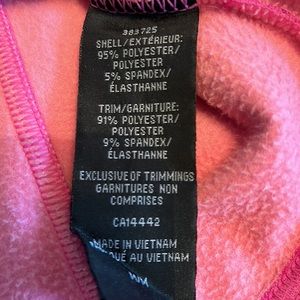 383725
SHELL/EXTÉRIEUR:
95% POLYESTER/
POLYESTER
5% SPANDEX/
ÉLASTHANNE
TRIM/GARNITURE:
91% POLYESTER/
POLYESTER
9% SPANDEX/
ÉLASTHANNE
EXCLUSIVE OF TRIMMINGS
GARNITURES NON
COMPRISES
CA14442
MADE IN VIETNAM
QUÉ AU VIETNAM